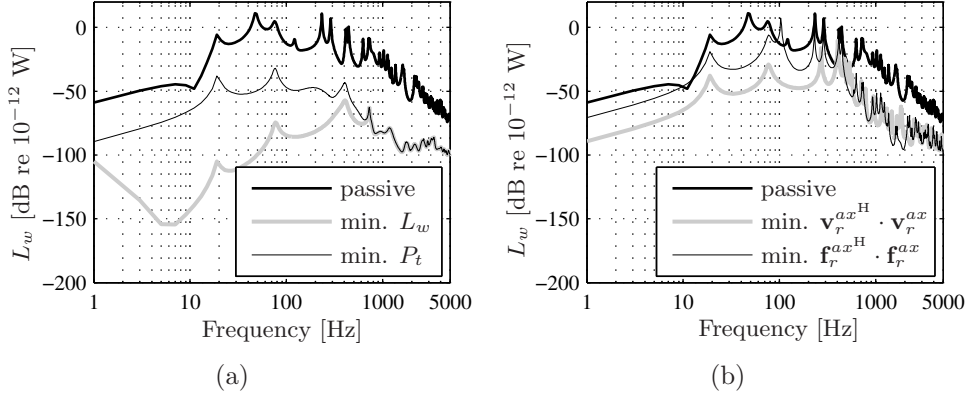 0
−50
−100
−150
−200
L_w [dB re 10^{−12} W]
passive
min. L_w
min. P_t
1 10 100 1000 5000
Frequency [Hz]
(a)
0
−50
−100
−150
−200
L_w [dB re 10^{−12} W]
passive
min. v_r^{ax^H} · v_r^{ax}
min. f_r^{ax^H} · f_r^{ax}
1 10 100 1000 5000
Frequency [Hz]
(b)